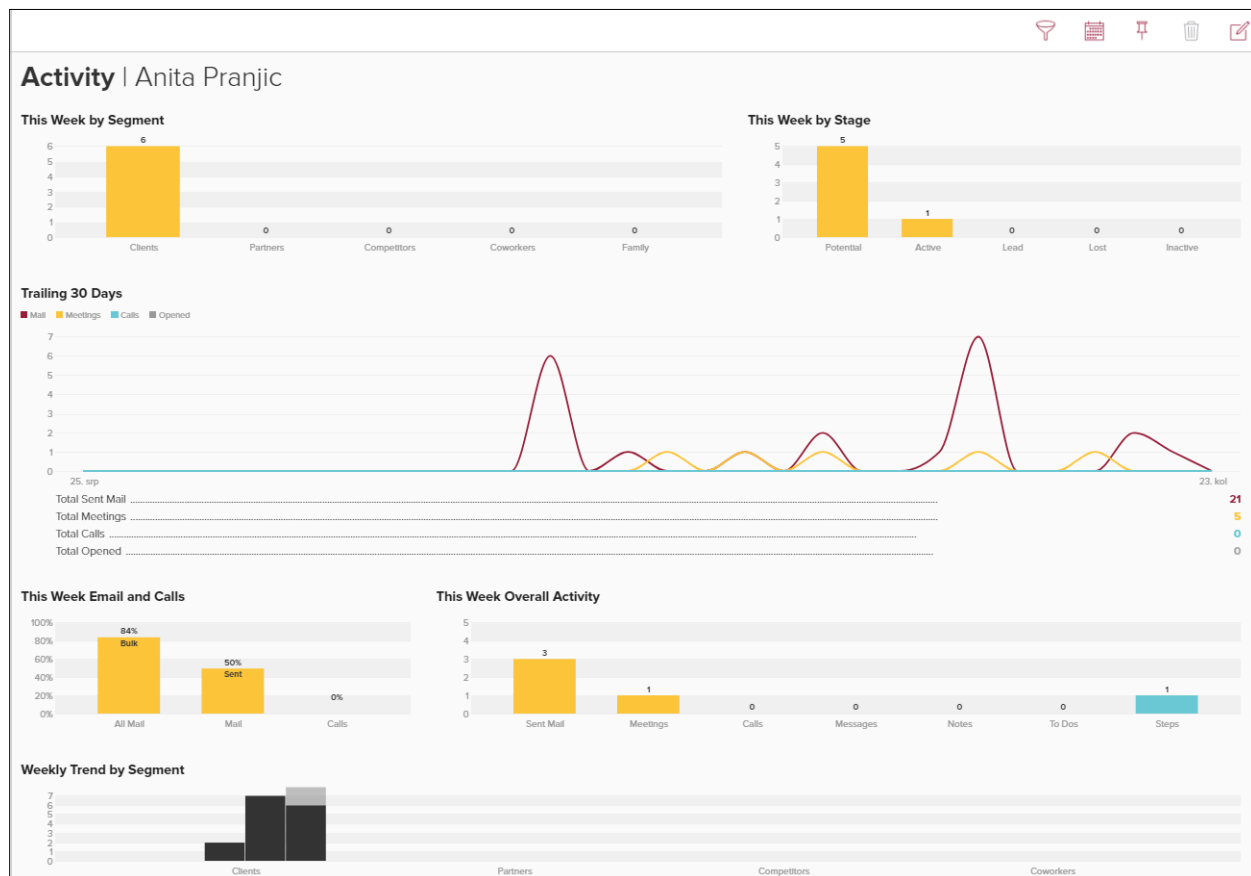 Activity | Anita Pranjic
This Week by Segment
6
6
5
4
3
2
1
0
0
0
0
0
Clients
Partners
Competitors
Coworkers
Family
This Week by Stage
5
5
4
3
2
1
0
1
0
0
0
Potential
Active
Lead
Lost
Inactive
Trailing 30 Days
Mail Meetings Calls Opened
7
6
5
4
3
2
1
0
25. srp
23. kol
Total Sent Mail 21
Total Meetings 5
Total Calls 0
Total Opened 0
This Week Email and Calls
100%
80%
60%
40%
20%
0%
84%
Bulk
50%
Sent
0%
All Mail
Mail
Calls
This Week Overall Activity
5
4
3
2
1
0
3
1
0
0
0
0
1
Sent Mail
Meetings
Calls
Messages
Notes
To Dos
Steps
Weekly Trend by Segment
7
6
5
4
3
2
1
0
Clients
Partners
Competitors
Coworkers